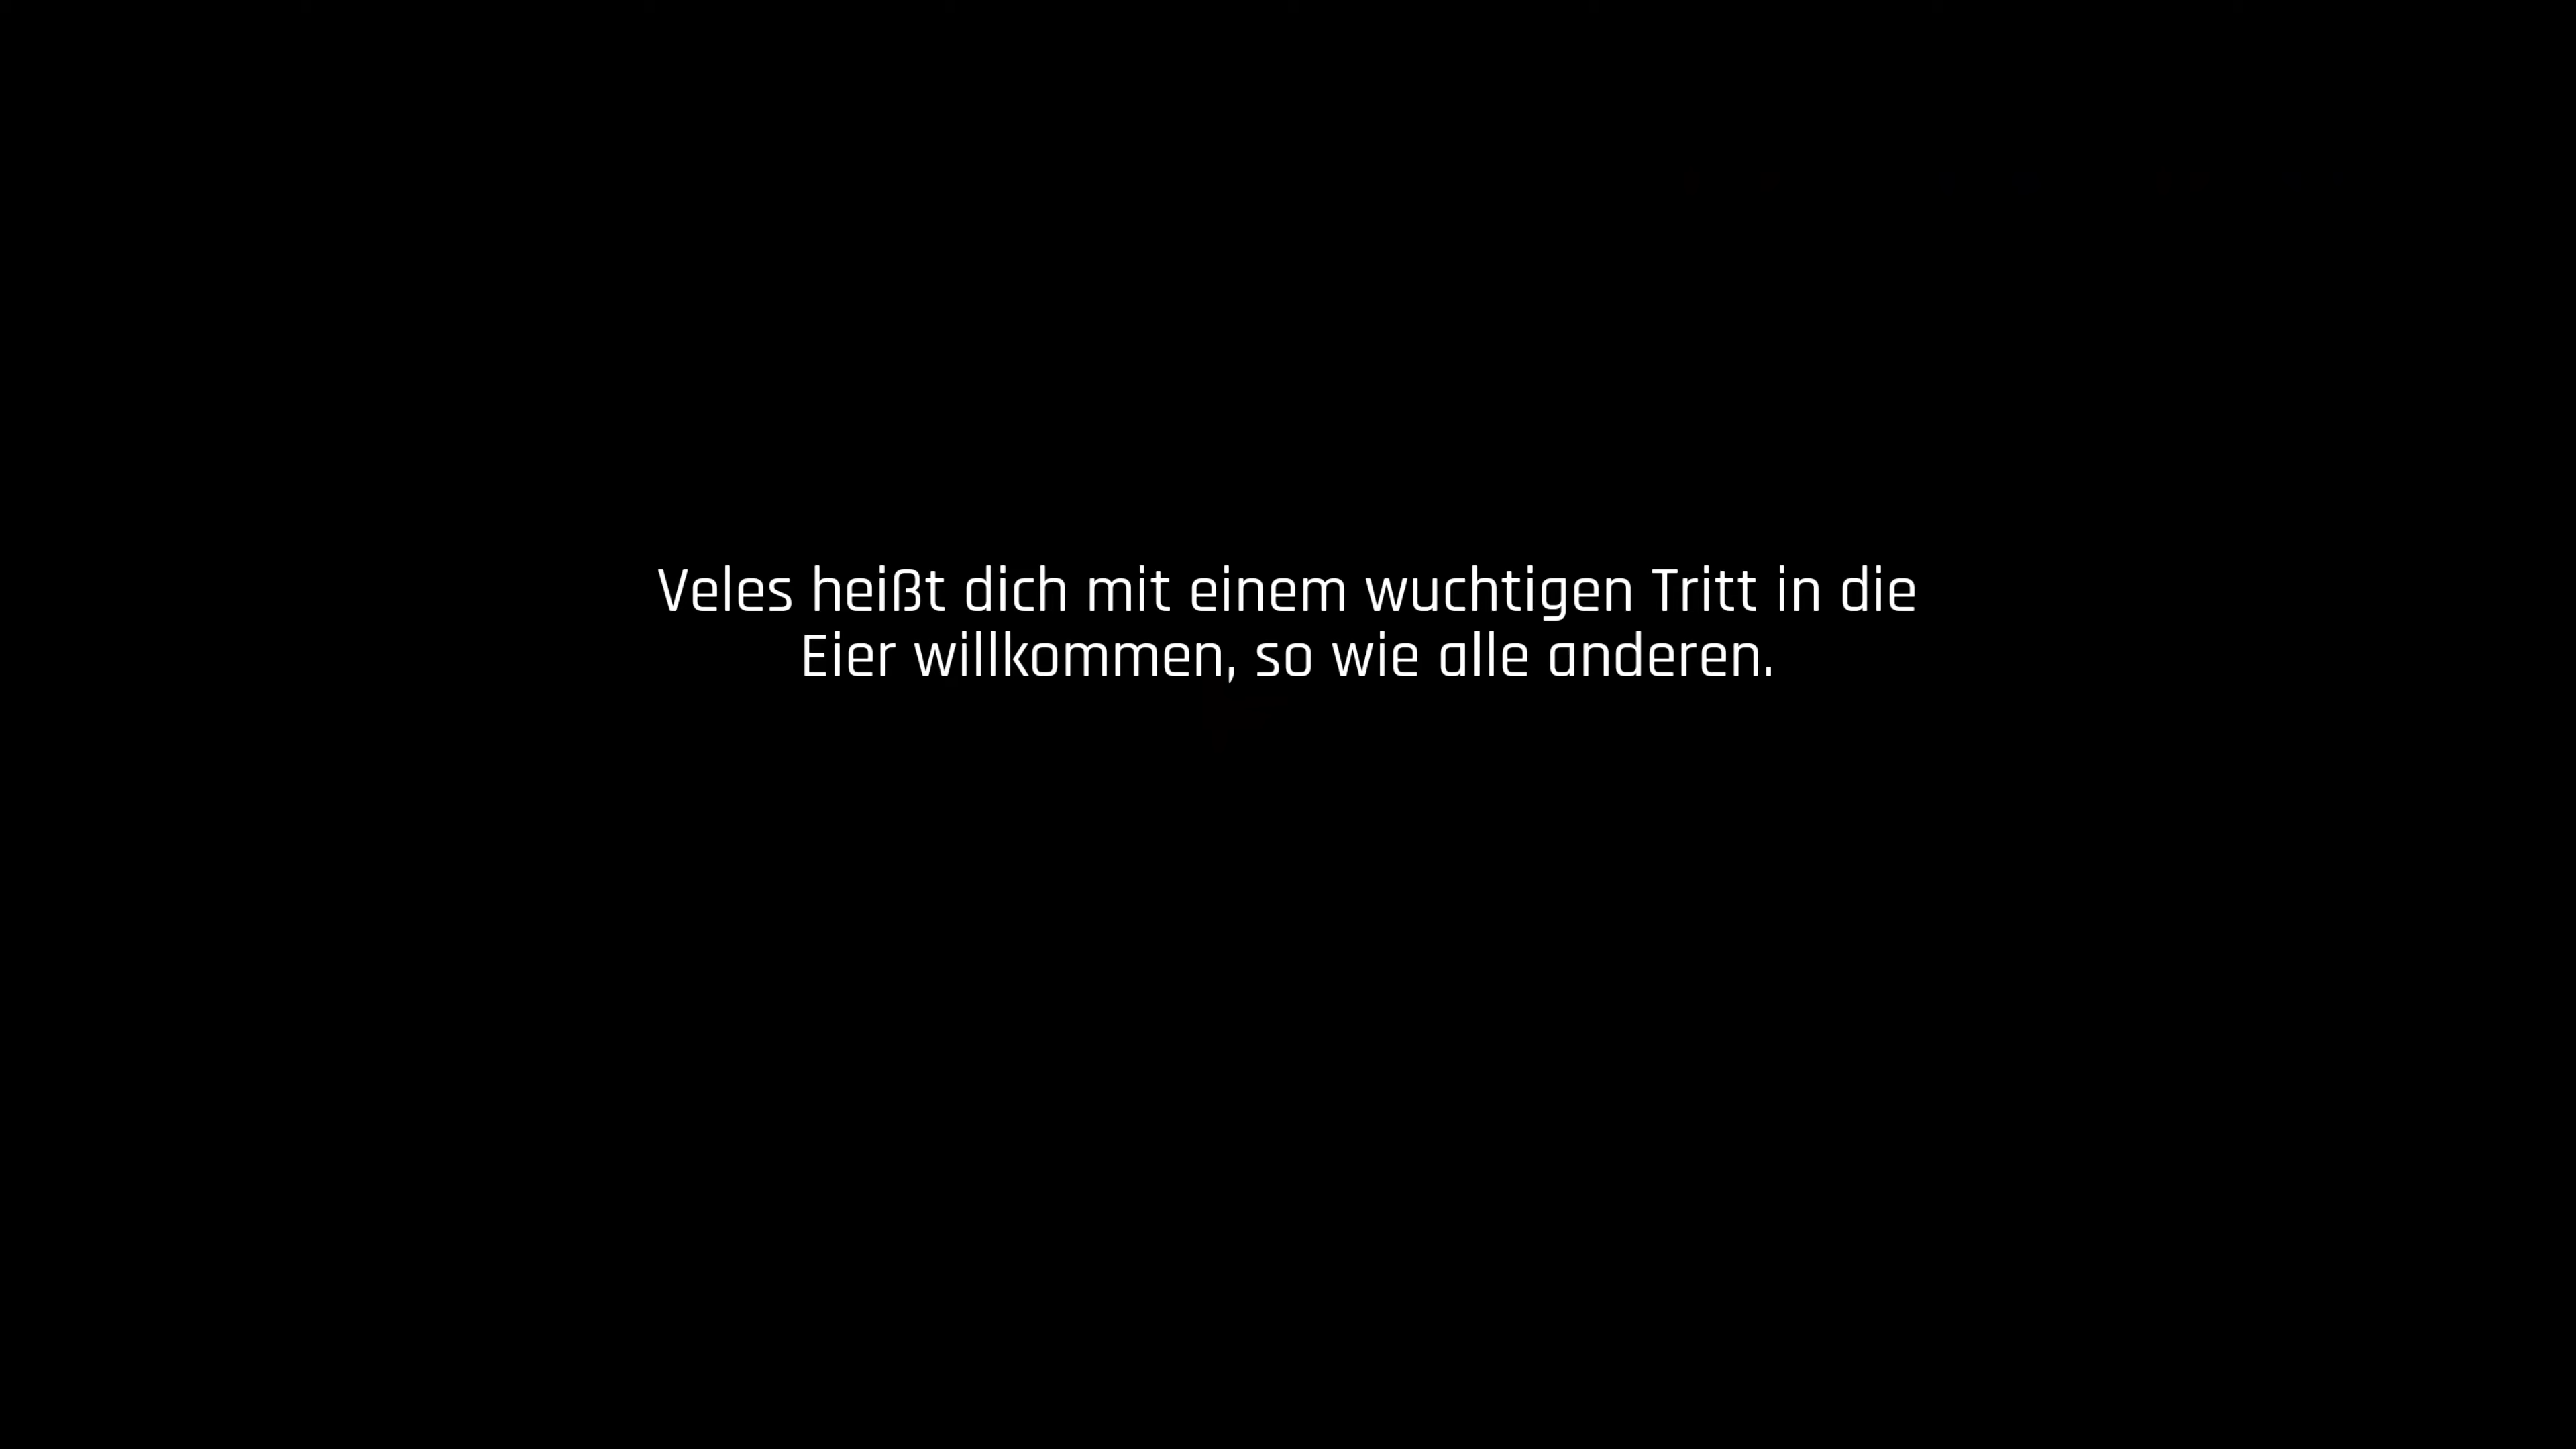 Veles heißt dich mit einem wuchtigen Tritt in die
Eier willkommen, so wie alle anderen.